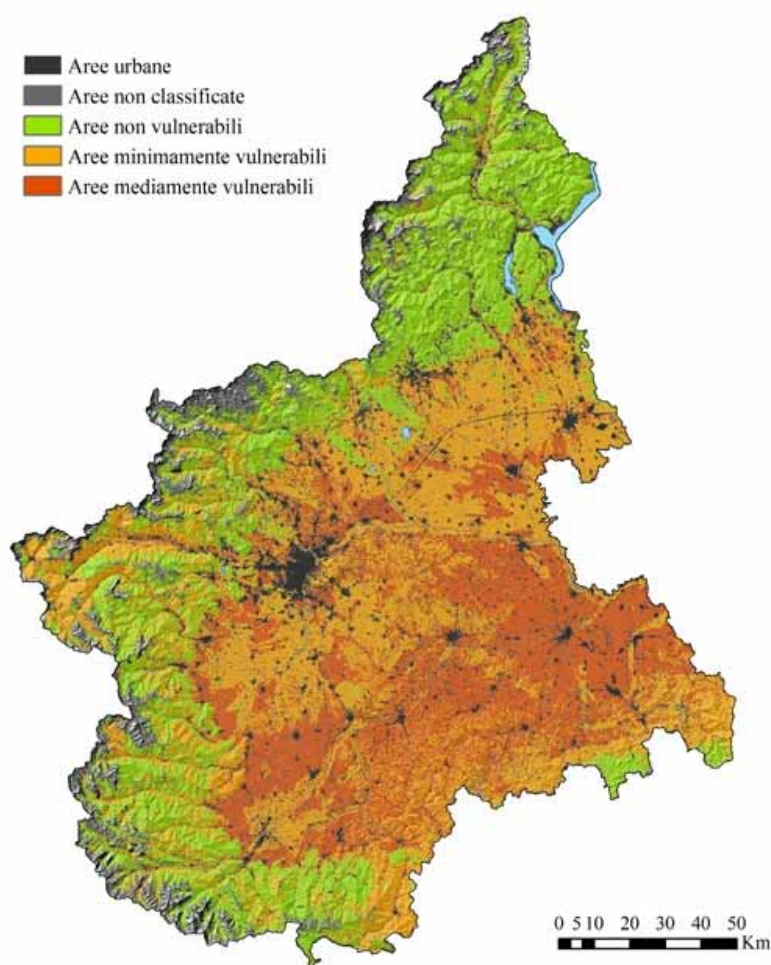 Aree urbane
Aree non classificate
Aree non vulnerabili
Aree minimamente vulnerabili
Aree mediamente vulnerabili
0 5 10 20 30 40 50
Km